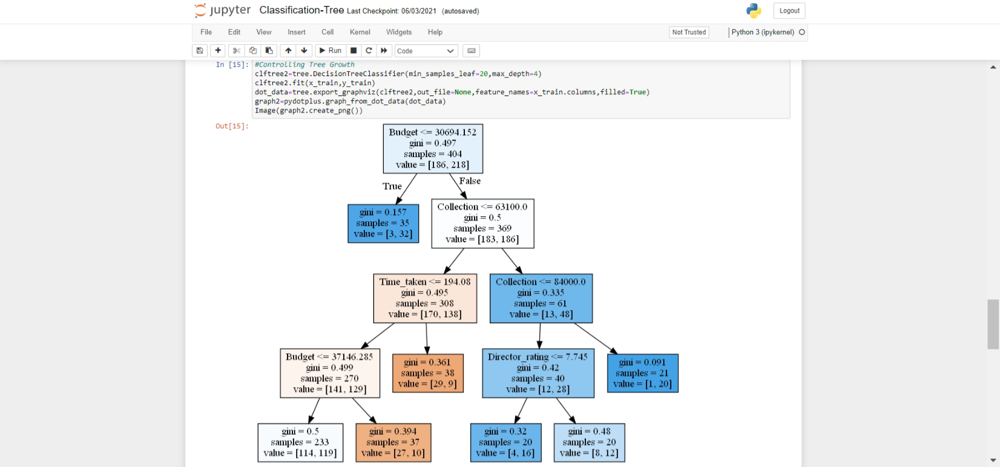 jupyter Classification-Tree Last Checkpoint: 06/03/2021 (autosaved)
Logout
File Edit View Insert Cell Kernel Widgets Help
Not Trusted
Python 3 (ipykernel)
Run
Code
In [15]:
#Controlling Tree Growth
clftree2=tree.DecisionTreeClassifier(min_samples_leaf=20,max_depth=4)
clftree2.fit(x_train,y_train)
dot_data=tree.export_graphviz(clftree2,out_file=None,feature_names=x_train.columns,filled=True)
graph2=pydotplus.graph_from_dot_data(dot_data)
Image(graph2.create_png())
Out[15]:
Budget <= 30694.152
gini = 0.497
samples = 404
value = [186, 218]
True
False
gini = 0.157
samples = 35
value = [3, 32]
Collection <= 63100.0
gini = 0.5
samples = 369
value = [183, 186]
Time_taken <= 194.08
gini = 0.495
samples = 308
value = [170, 138]
Collection <= 84000.0
gini = 0.335
samples = 61
value = [13, 48]
Budget <= 37146.285
gini = 0.499
samples = 270
value = [141, 129]
gini = 0.361
samples = 38
value = [29, 9]
Director_rating <= 7.745
gini = 0.42
samples = 40
value = [12, 28]
gini = 0.091
samples = 21
value = [1, 20]
gini = 0.5
samples = 233
value = [114, 119]
gini = 0.394
samples = 37
value = [27, 10]
gini = 0.32
samples = 20
value = [4, 16]
gini = 0.48
samples = 20
value = [8, 12]